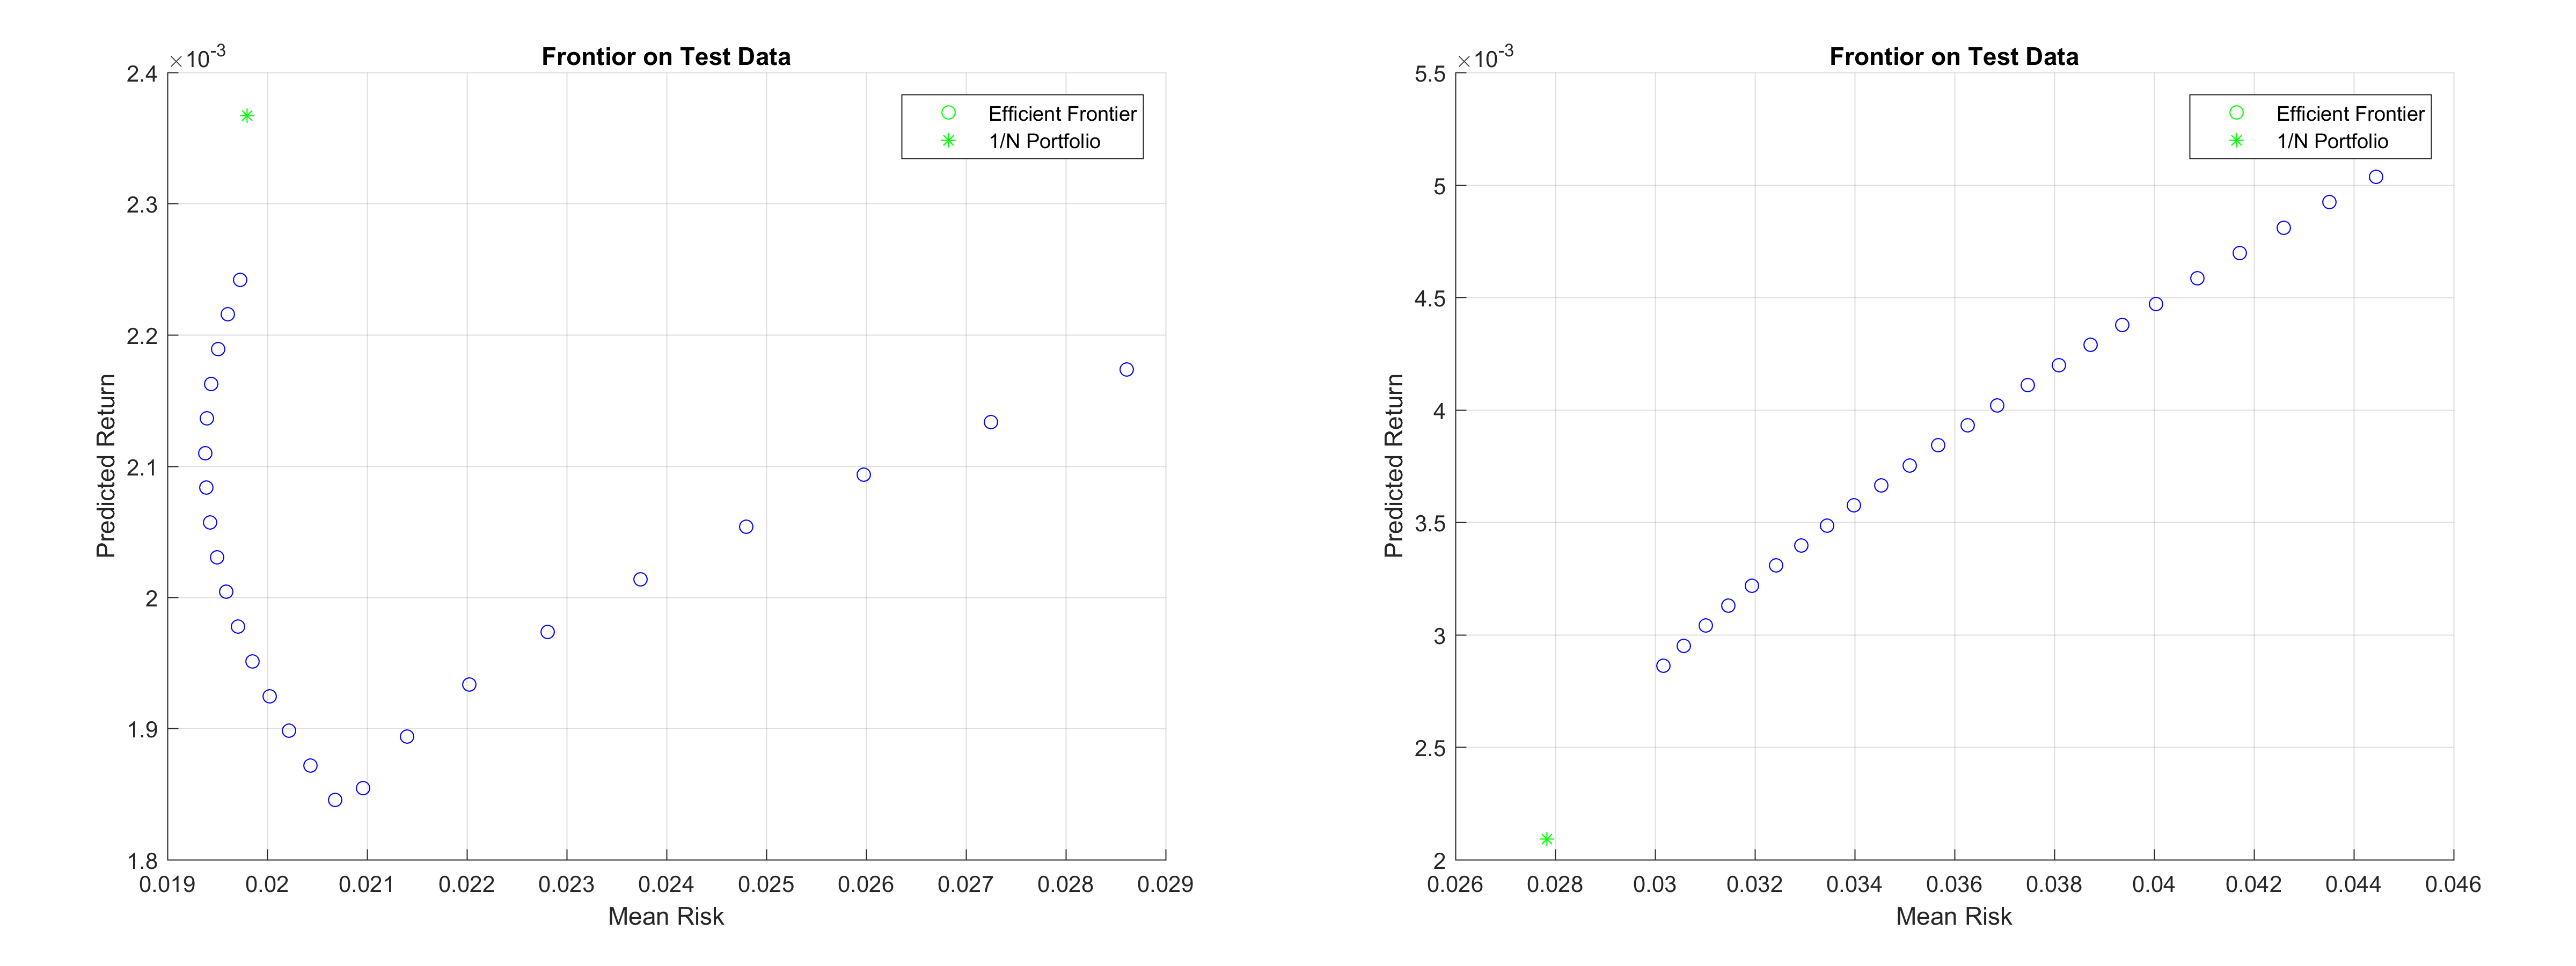 Frontior on Test Data
×10-3
2.4
2.3
2.2
2.1
2
1.9
1.8
Predicted Return
0.019 0.02 0.021 0.022 0.023 0.024 0.025 0.026 0.027 0.028 0.029
Mean Risk
Efficient Frontier
1/N Portfolio
Frontior on Test Data
×10-3
5.5
5
4.5
4
3.5
3
2.5
2
Predicted Return
0.026 0.028 0.03 0.032 0.034 0.036 0.038 0.04 0.042 0.044 0.046
Mean Risk
Efficient Frontier
1/N Portfolio